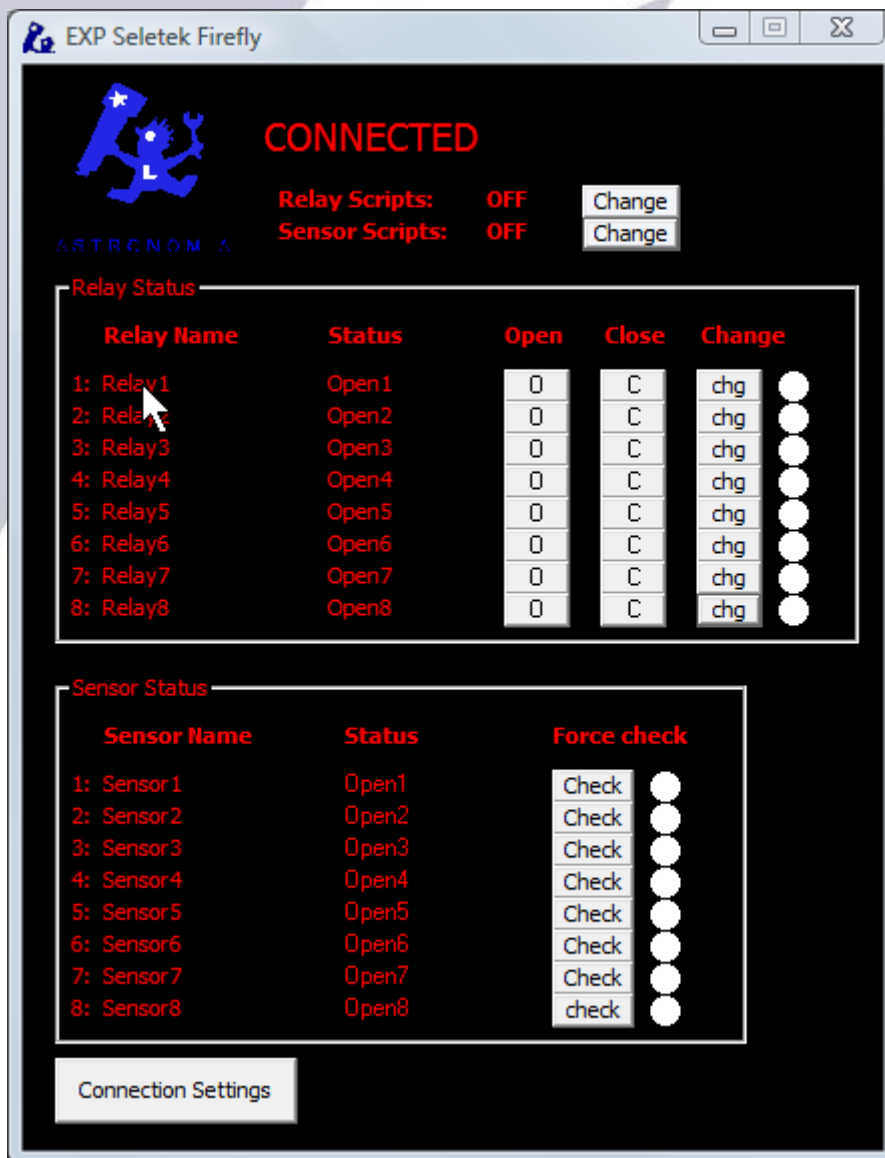 EXP Seletek Firefly
CONNECTED
Relay Scripts: OFF Change
Sensor Scripts: OFF Change
ASTRONOM A
Relay Status
Relay Name Status Open Close Change
1: Relay1 Open1 O C chg
2: Relay2 Open2 O C chg
3: Relay3 Open3 O C chg
4: Relay4 Open4 O C chg
5: Relay5 Open5 O C chg
6: Relay6 Open6 O C chg
7: Relay7 Open7 O C chg
8: Relay8 Open8 O C chg
Sensor Status
Sensor Name Status Force check
1: Sensor1 Open1 Check
2: Sensor2 Open2 Check
3: Sensor3 Open3 Check
4: Sensor4 Open4 Check
5: Sensor5 Open5 Check
6: Sensor6 Open6 Check
7: Sensor7 Open7 Check
8: Sensor8 Open8 check
Connection Settings